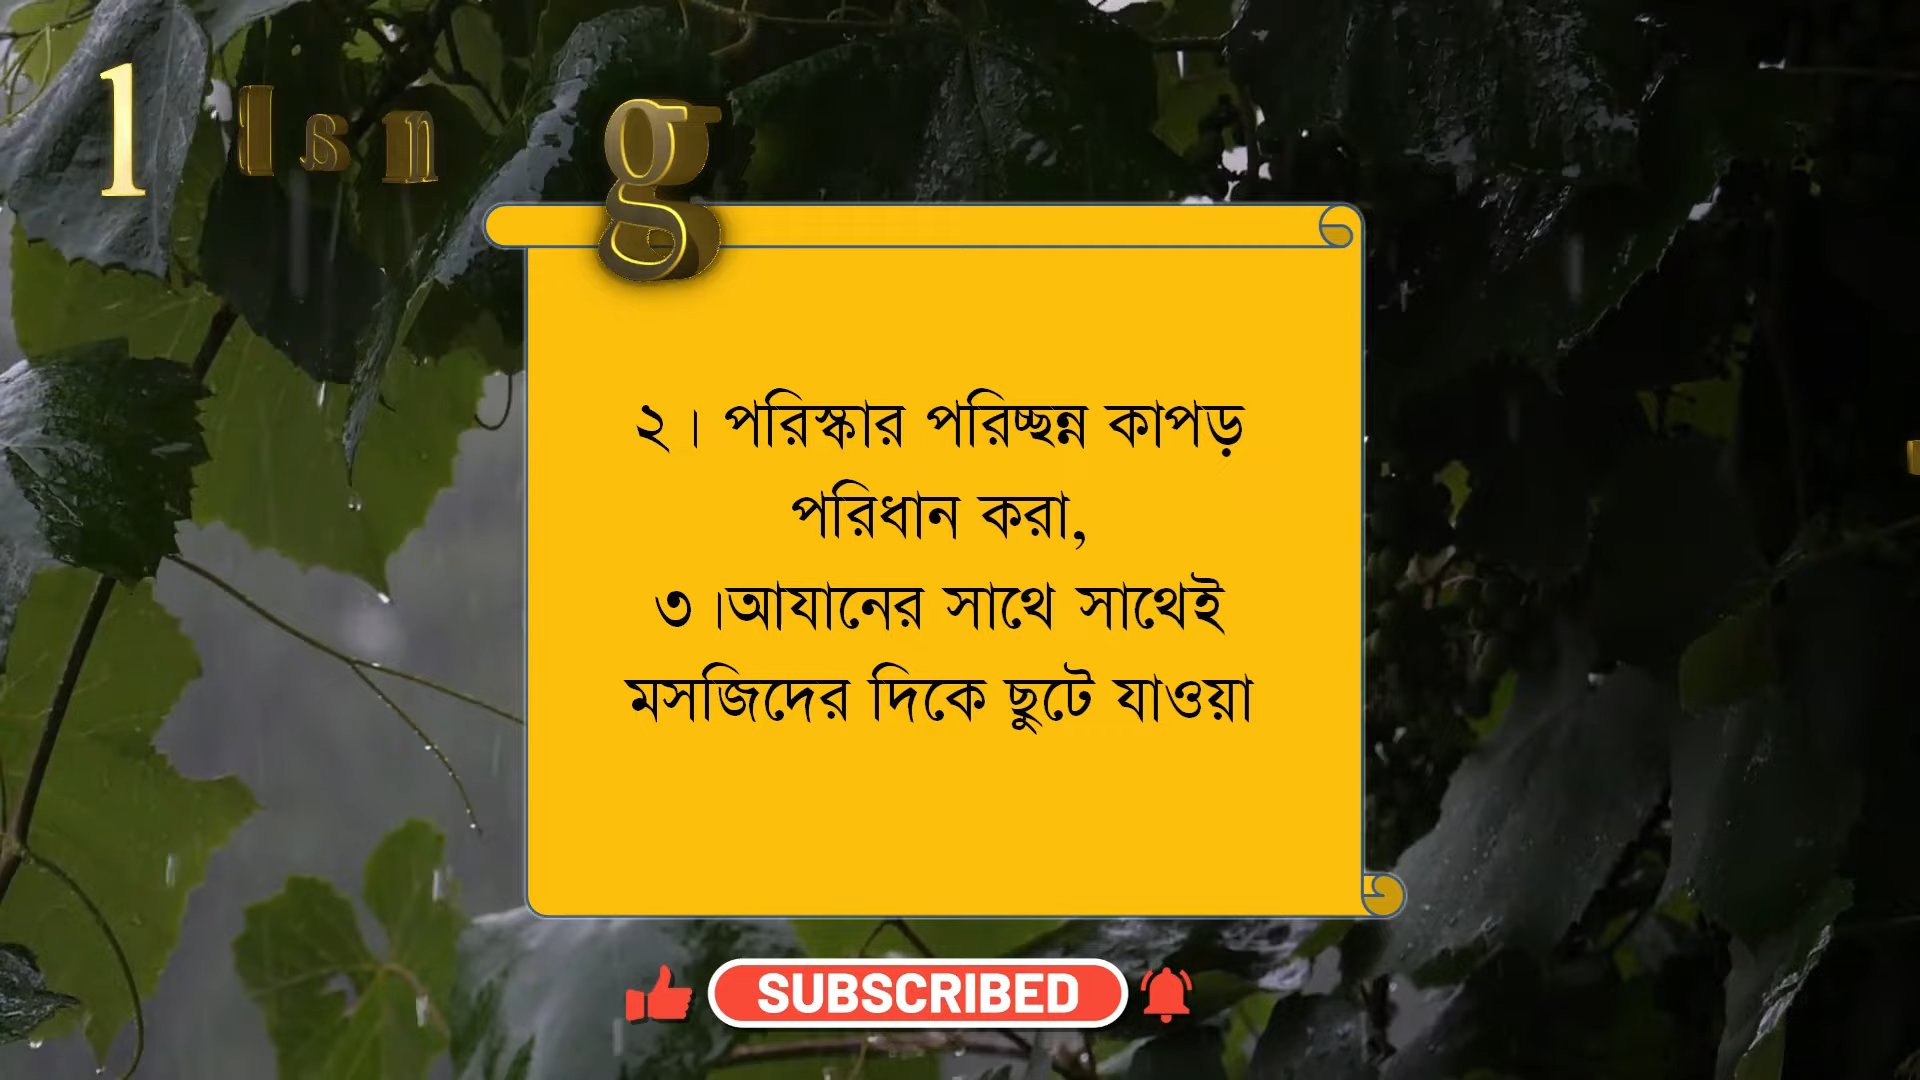 ২। পরিস্কার পরিচ্ছন্ন কাপড়
পরিধান করা,
৩।আযানের সাথে সাথেই
মসজিদের দিকে ছুটে যাওয়া
SUBSCRIBED